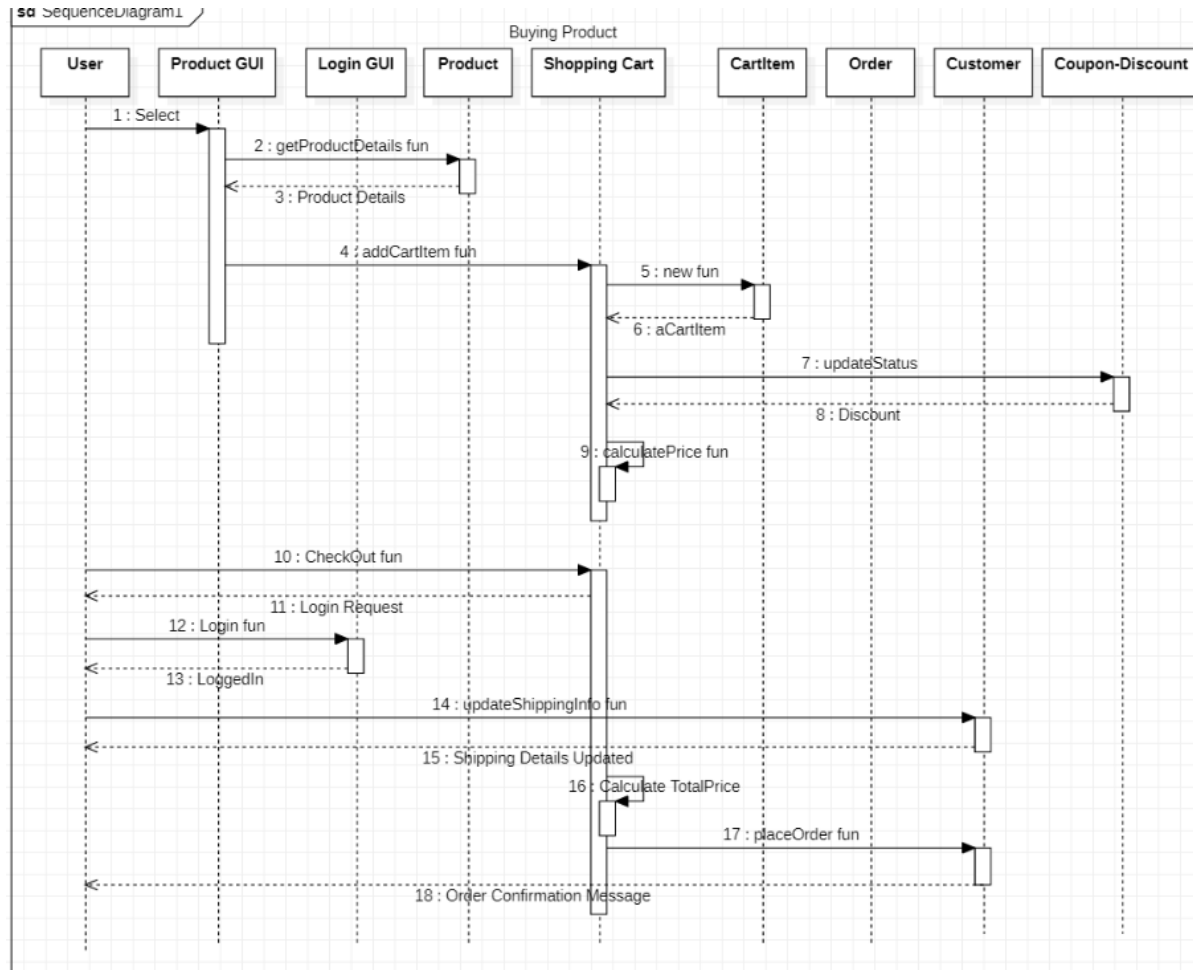 sd SequenceDiagram1
Buying Product
User
Product GUI
Login GUI
Product
Shopping Cart
CartItem
Order
Customer
Coupon-Discount
1 : Select
2 : getProductDetails fun
3 : Product Details
4 : addCartItem fun
5 : new fun
6 : aCartItem
7 : updateStatus
8 : Discount
9 : calculatePrice fun
10 : CheckOut fun
11 : Login Request
12 : Login fun
13 : LoggedIn
14 : updateShippingInfo fun
15 : Shipping Details Updated
16 : Calculate TotalPrice
17 : placeOrder fun
18 : Order Confirmation Message